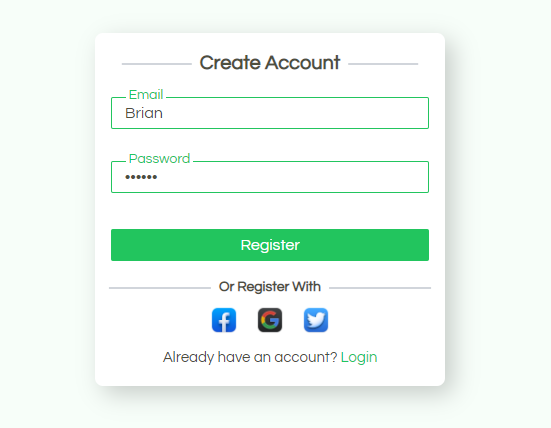 Create Account
Email
Brian
Password
••••••
Register
Or Register With
Already have an account? Login